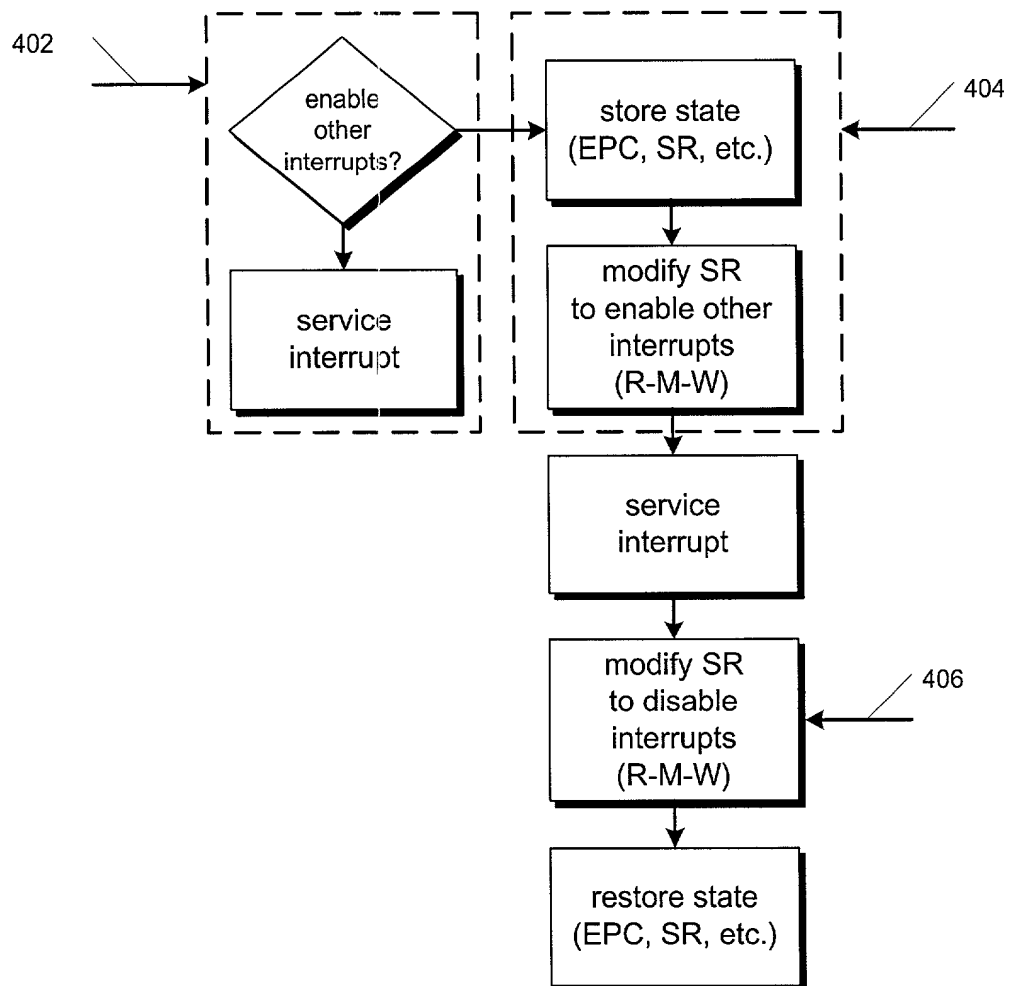 402
enable
other
interrupts?
store state
(EPC, SR, etc.)
404
service
interrupt
modify SR
to enable other
interrupts
(R-M-W)
service
interrupt
modify SR
to disable
interrupts
(R-M-W)
406
restore state
(EPC, SR, etc.)